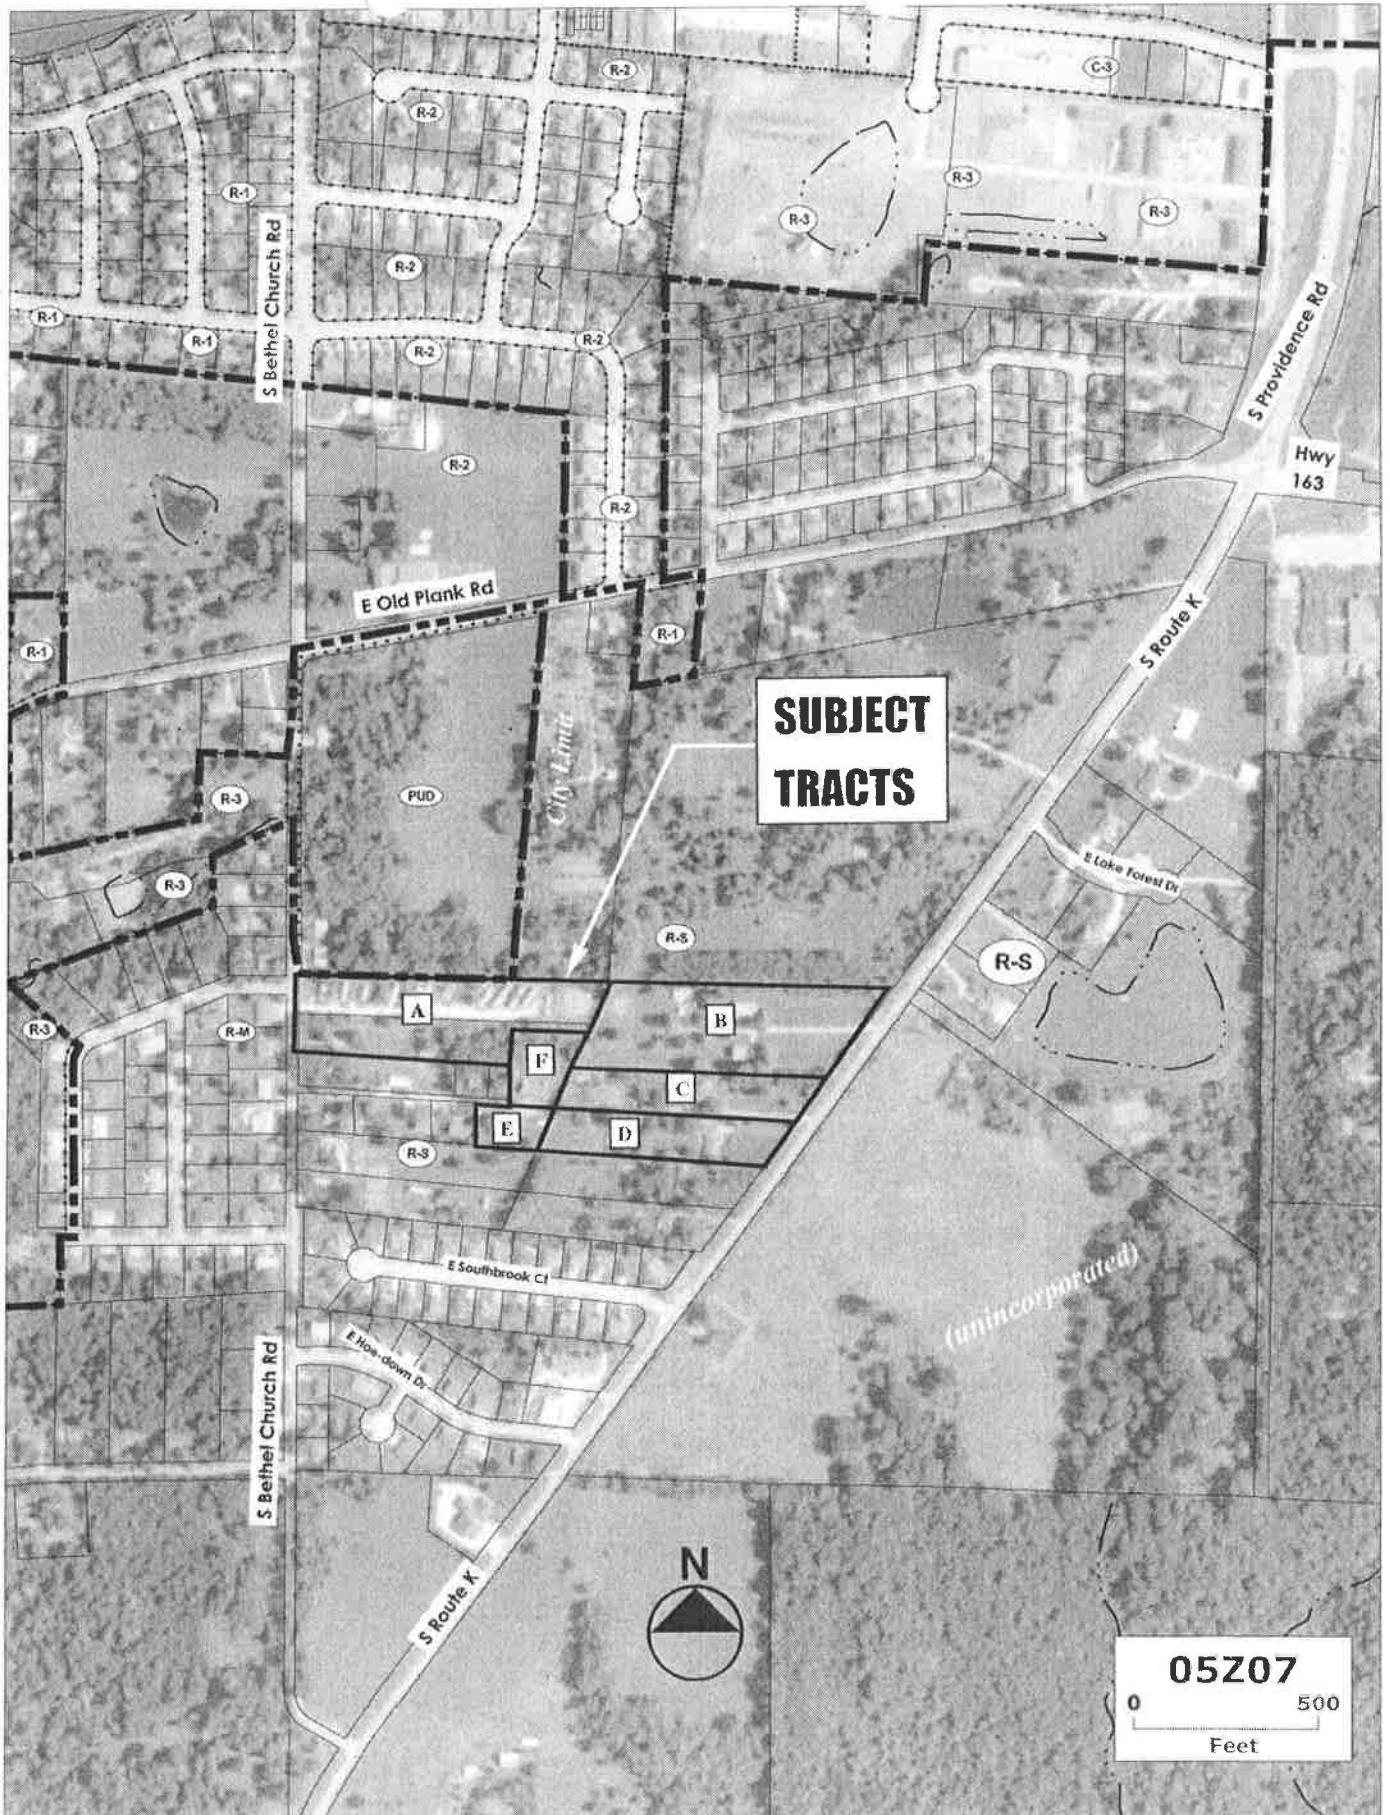 R-2
C-3
R-2
R-1
R-3
R-3
R-3
S Bethel Church Rd
R-2
R-1
R-1
R-2
R-2
S Providence Rd
R-2
Hwy
163
R-2
E Old Plank Rd
R-1
R-1
S Route K
SUBJECT
TRACTS
City Limit
PUD
R-3
E Lake Forest Dr
R-3
R-S
R-S
A
B
R-3
R-M
F
C
E
D
R-S
E Southbrook Ct
(unincorporated)
E Hoe-down Dr
S Bethel Church Rd
N
S Route K
05Z07
0 500
Feet